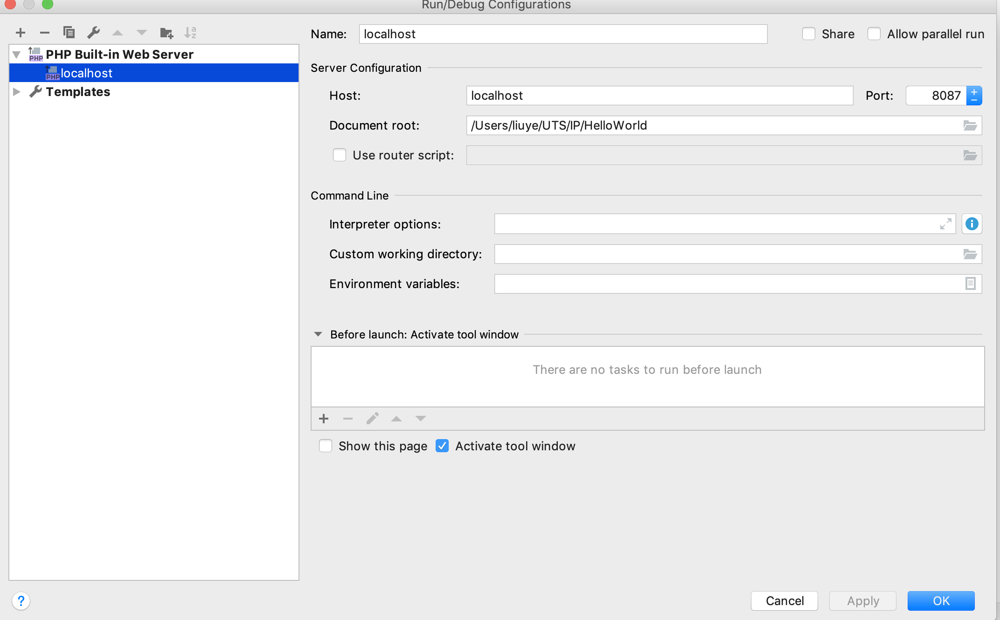 Run/Debug Configurations
Name: localhost Share Allow parallel run
PHP Built-in Web Server
localhost
Templates
Server Configuration
Host: localhost Port: 8087
Document root: /Users/liuye/UTS/IP/HelloWorld
Use router script:
Command Line
Interpreter options:
Custom working directory:
Environment variables:
Before launch: Activate tool window
There are no tasks to run before launch
Show this page Activate tool window
? Cancel Apply OK